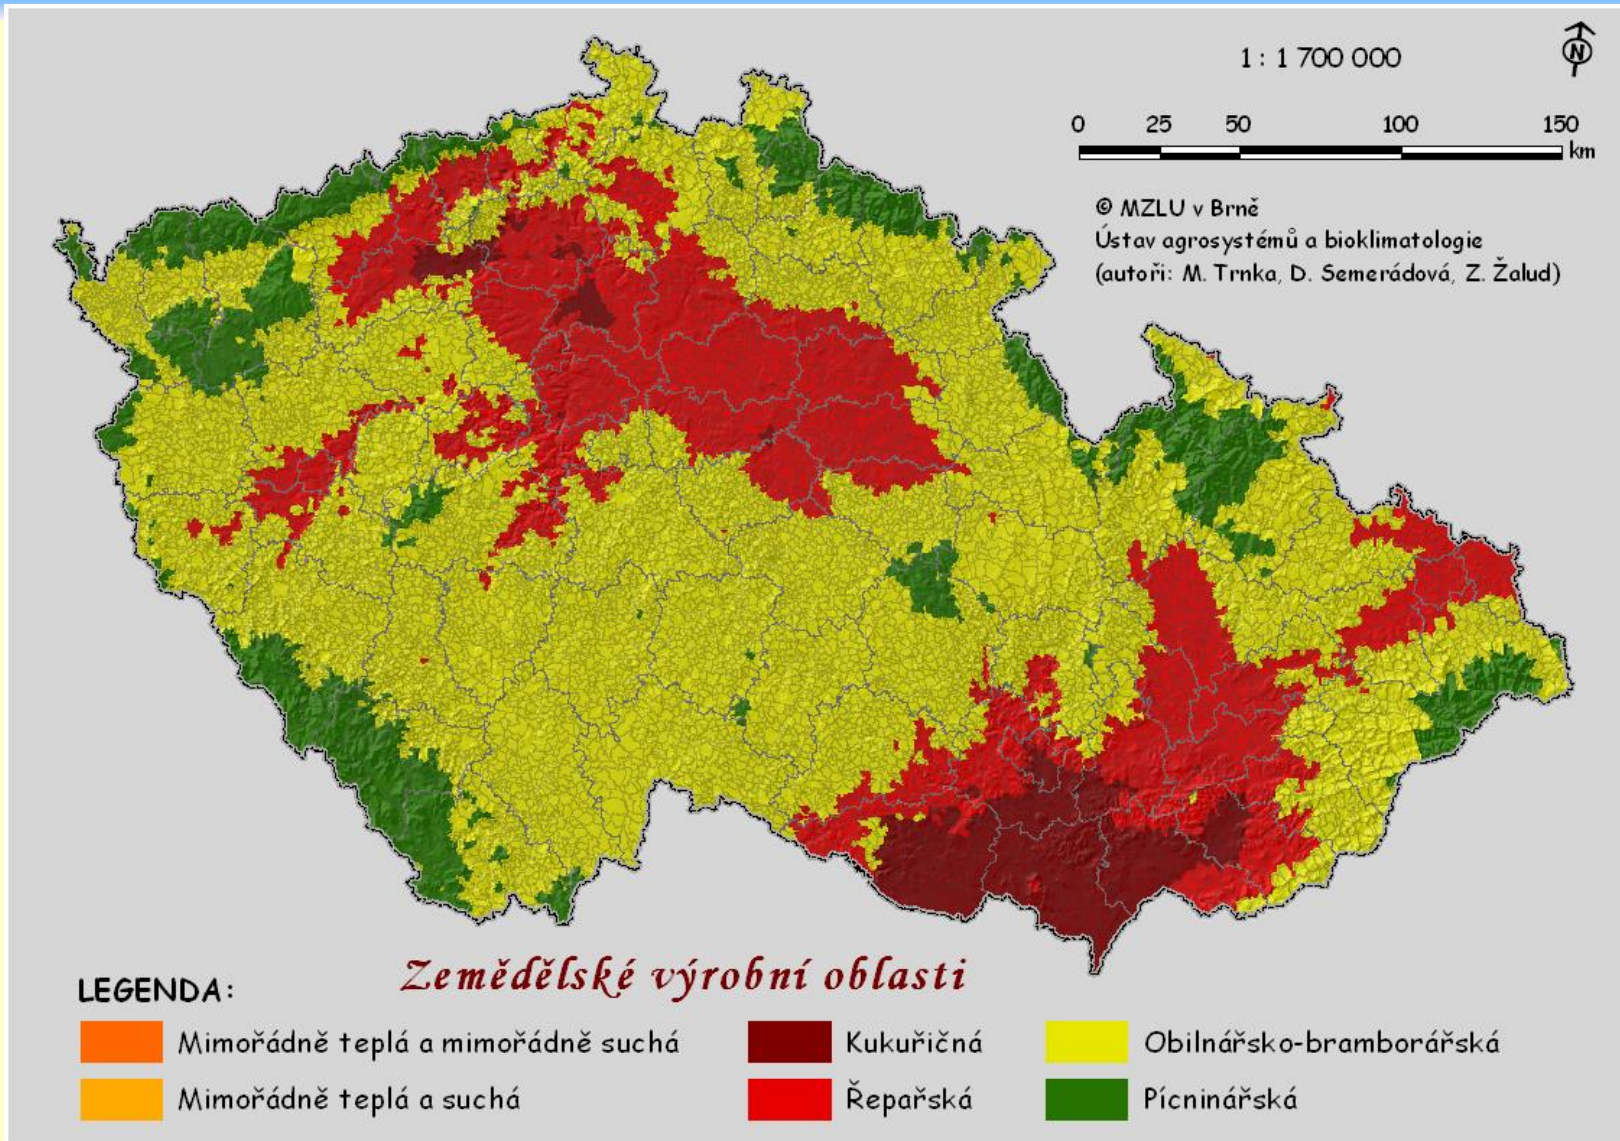 1 : 1 700 000
N
0 25 50 100 150
km
© MZLU v Brně
Ústav agrosystémů a bioklimatologie
(autoři: M. Trnka, D. Semerádová, Z. Žalud)
Zemědělské výrobní oblasti
LEGENDA:
Mimořádně teplá a mimořádně suchá
Kukuřičná
Obilnářsko-bramborářská
Mimořádně teplá a suchá
Řepařská
Pícninářská